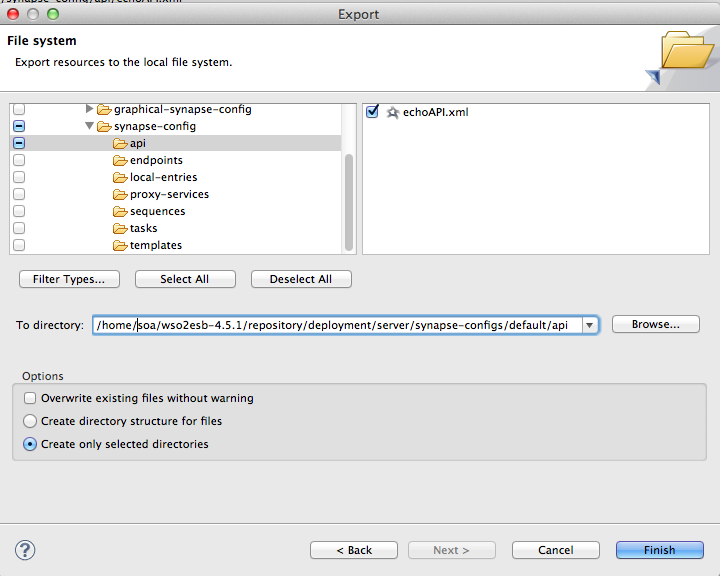 Export
File system
Export resources to the local file system.
graphical-synapse-config
synapse-config
api
endpoints
local-entries
proxy-services
sequences
tasks
templates
echoAPI.xml
Filter Types...
Select All
Deselect All
To directory:
/home/soa/wso2esb-4.5.1/repository/deployment/server/synapse-configs/default/api
Browse...
Options
Overwrite existing files without warning
Create directory structure for files
Create only selected directories
?
< Back
Next >
Cancel
Finish